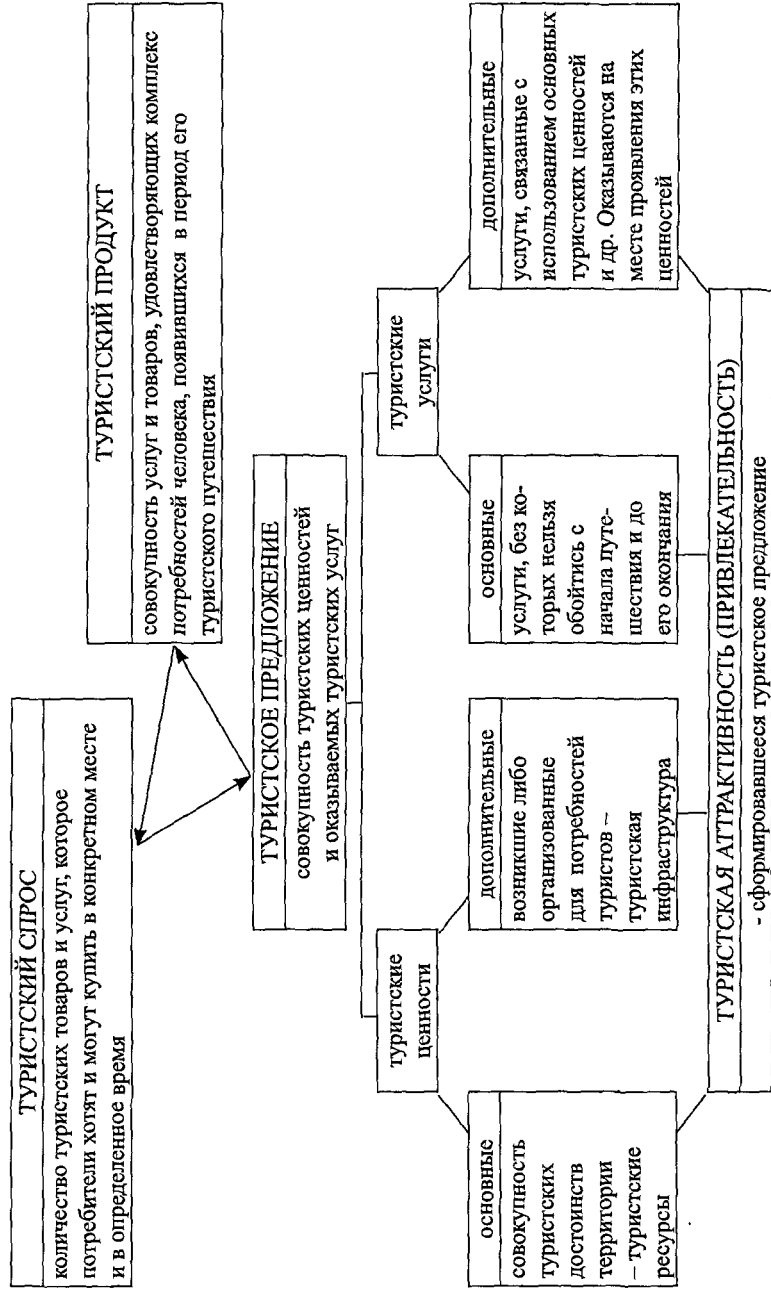 ТУРИСТСКИЙ СПРОС
количество туристских товаров и услуг, которое
потребители хотят и могут купить в конкретном месте
и в определенное время
ТУРИСТСКИЙ ПРОДУКТ
совокупность услуг и товаров, удовлетворяющих комплекс
потребностей человека, появившихся в период его
туристского путешествия
ТУРИСТСКОЕ ПРЕДЛОЖЕНИЕ
совокупность туристских ценностей
и оказываемых туристских услуг
туристские
ценности
туристские
услуги
основные
совокупность
туристских
достоинств
территории
– туристские
ресурсы
дополнительные
возникшие либо
организованные
для потребностей
туристов –
туристская
инфраструктура
основные
услуги, без ко-
торых нельзя
обойтись с
начала путе-
шествия и до
его окончания
дополнительные
услуги, связанные с
использованием основных
туристских ценностей
и др. Оказываются на
месте проявления этих
ценностей
ТУРИСТСКАЯ АТТРАКТИВНОСТЬ (ПРИВЛЕКАТЕЛЬНОСТЬ)
- сформировавшееся туристское предложение